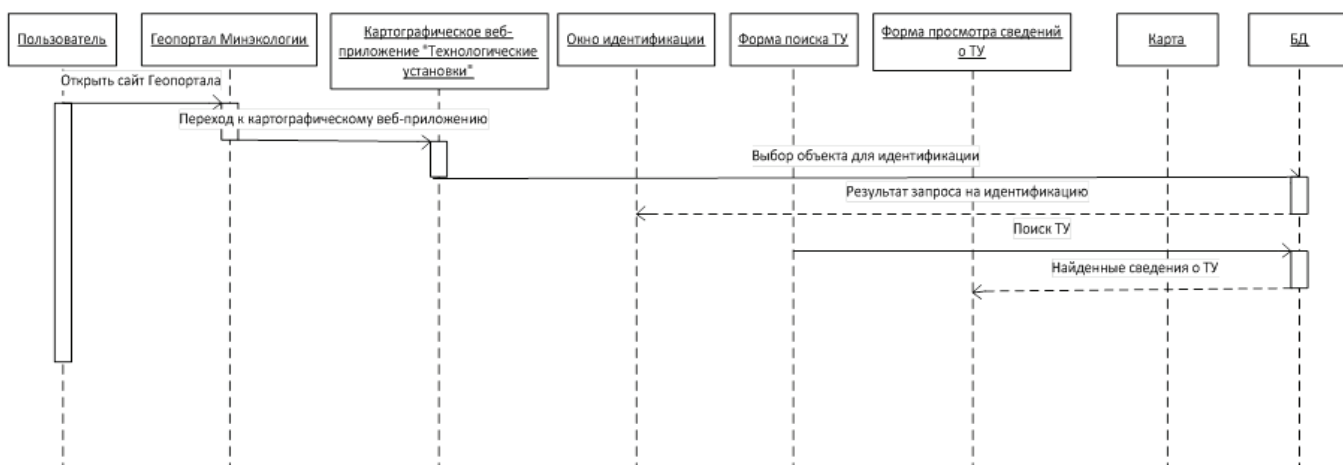 Пользователь
Геопортал Минэкологии
Картографическое веб-
приложение "Технологические
установки"
Окно идентификации
Форма поиска ТУ
Форма просмотра сведений
о ТУ
Карта
БД
Открыть сайт Геопортала
Переход к картографическому веб-приложению
Выбор объекта для идентификации
Результат запроса на идентификацию
Поиск ТУ
Найденные сведения о ТУ